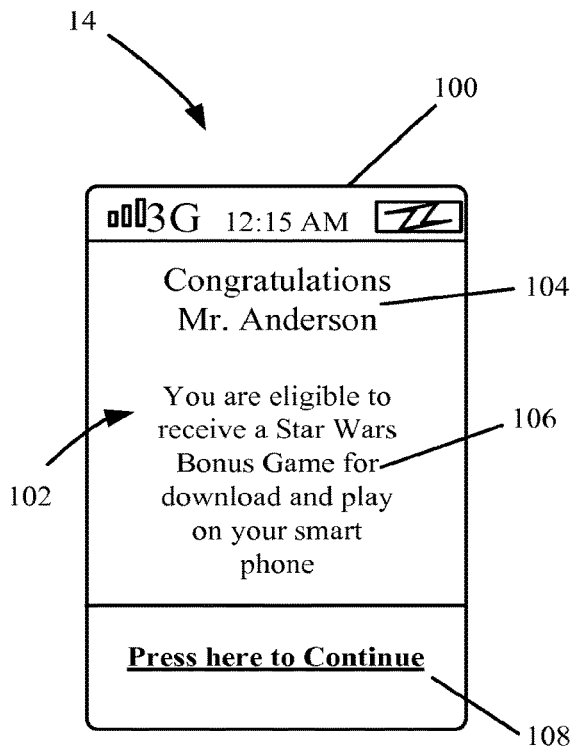 14
100
3G 12:15 AM
Congratulations
Mr. Anderson
104
You are eligible to
receive a Star Wars
Bonus Game for
download and play
on your smart
phone
106
102
Press here to Continue
108